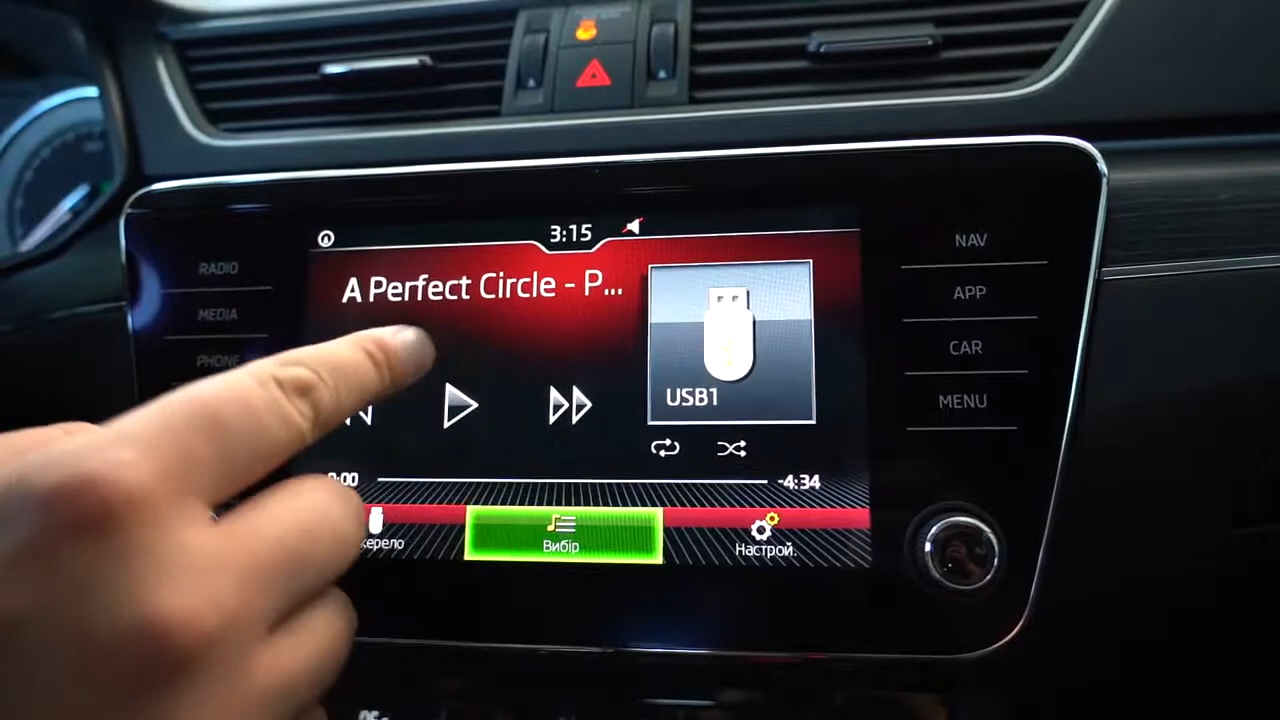 3:15
RADIO
MEDIA
PHONE
A Perfect Circle - P...
USB1
-4:34
Вибір
Настрой.
NAV
APP
CAR
MENU